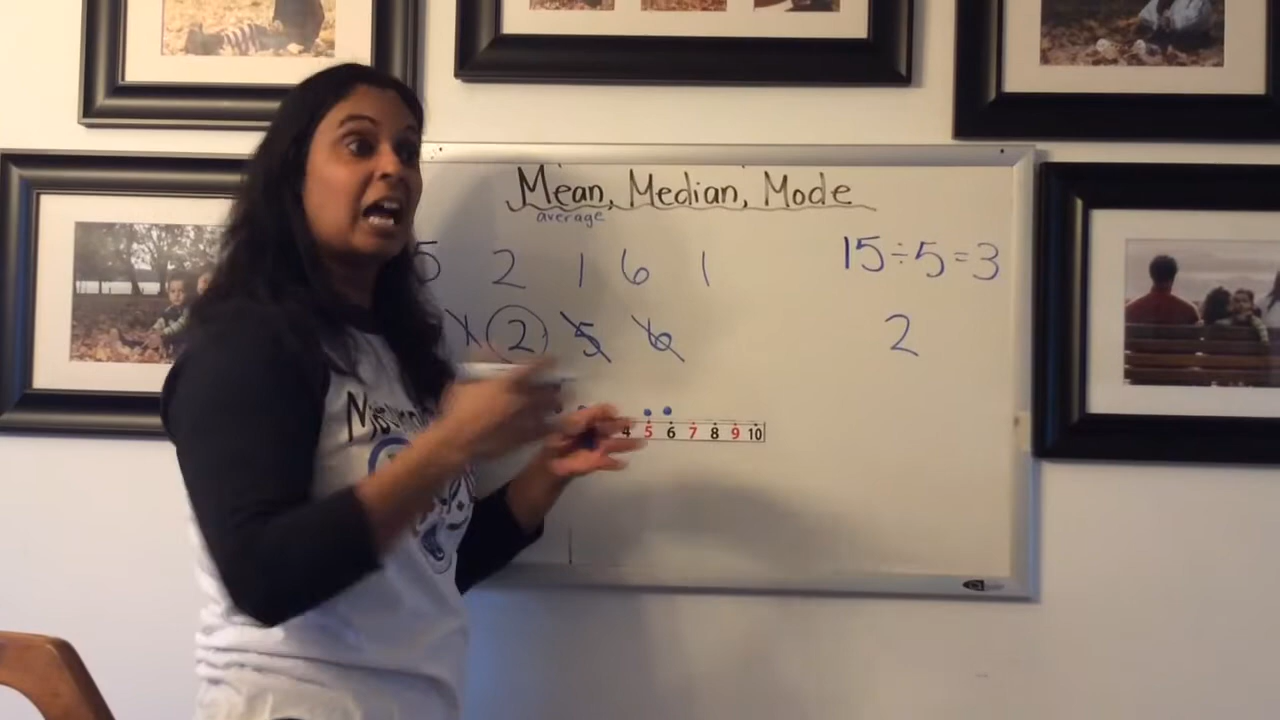 Mean, Median, Mode
average
5 2 1 6 1
15÷5=3
1 2 5 6
2
4 5 6 7 8 9 10